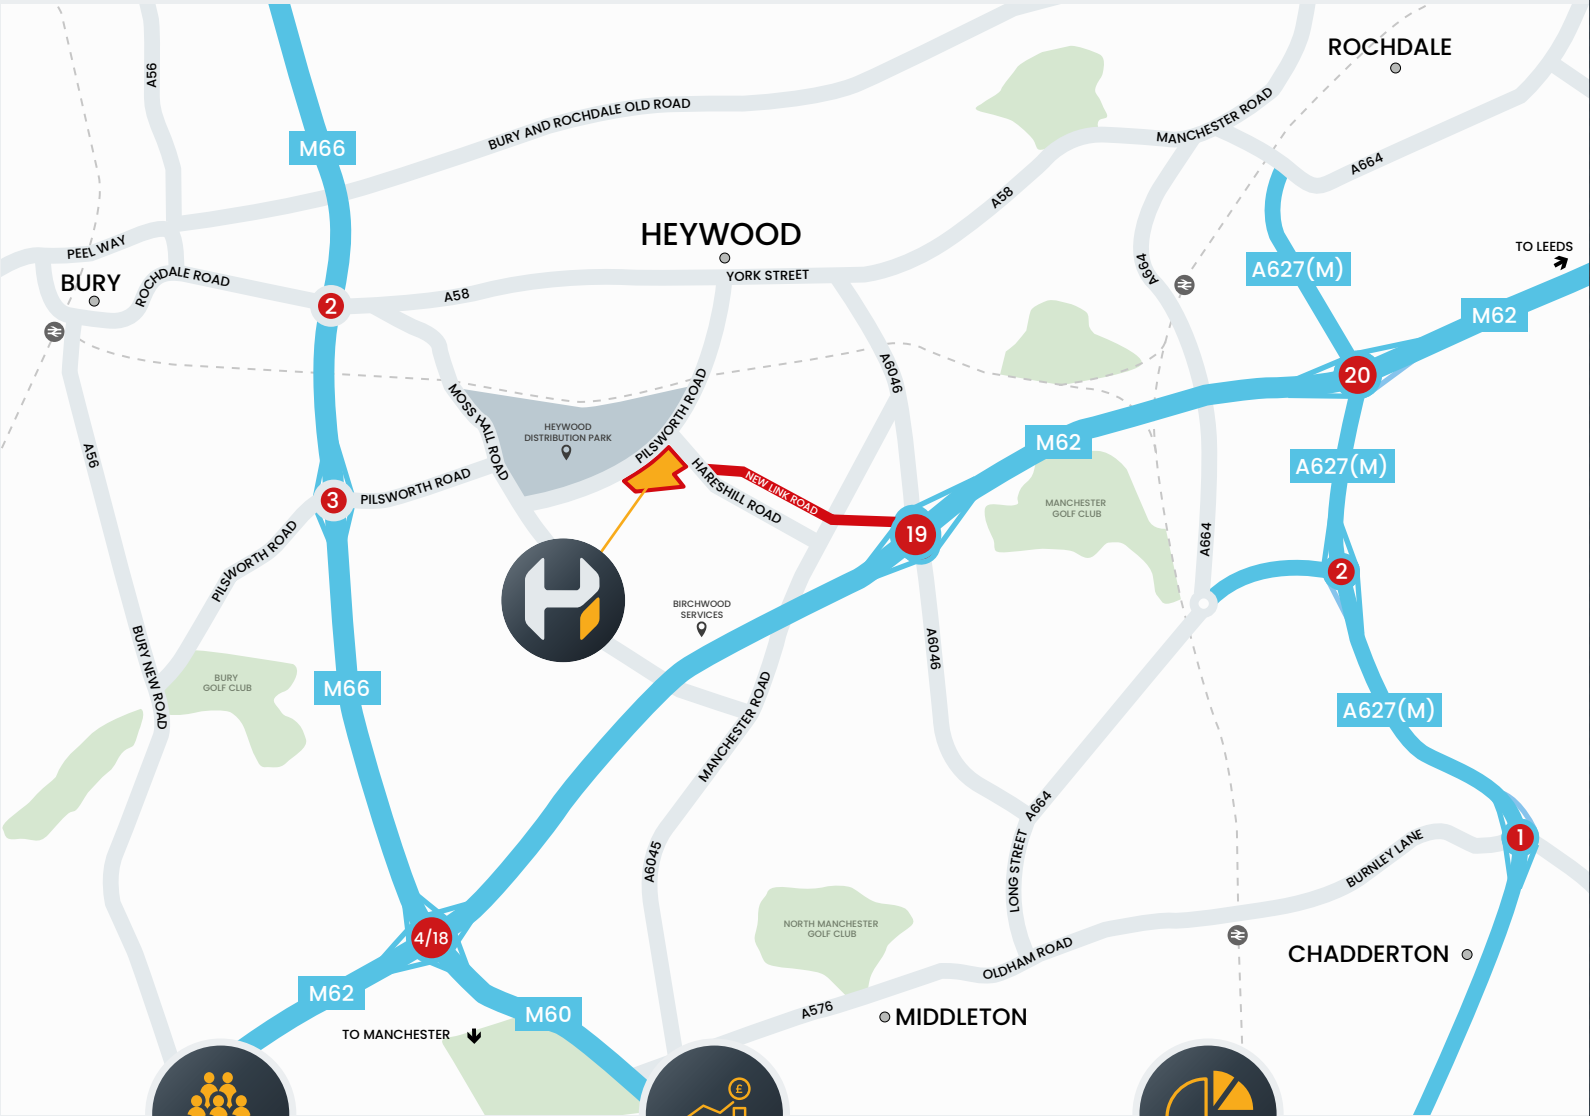 ROCHDALE
A56
M66
BURY AND ROCHDALE OLD ROAD
MANCHESTER ROAD
A664
A58
PEEL WAY
HEYWOOD
TO LEEDS
A627(M)
A664
BURY
ROCHDALE ROAD
YORK STREET
A58
2
M62
A6046
20
MOSS HALL ROAD
PILSWORTH ROAD
HEYWOOD
DISTRIBUTION PARK
M62
A56
A627(M)
PILSWORTH ROAD
3
HARESHILL ROAD
NEW LINK ROAD
19
MANCHESTER
GOLF CLUB
A664
PILSWORTH ROAD
2
BIRCHWOOD
SERVICES
BURY NEW ROAD
A6046
BURY
GOLF CLUB
M66
A627(M)
MANCHESTER ROAD
A664
1
BURNLEY LANE
A6045
LONG STREET
NORTH MANCHESTER
GOLF CLUB
4/18
OLDHAM ROAD
CHADDERTON
M62
A576
M60
MIDDLETON
TO MANCHESTER
£